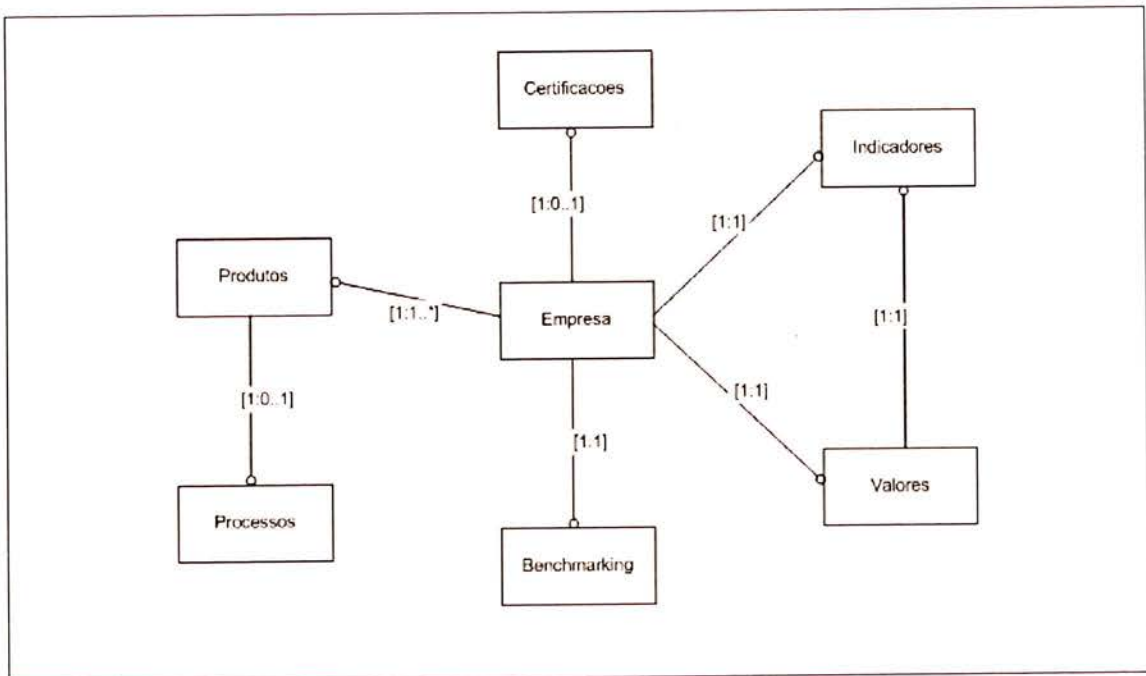 Certificacoes
Indicadores
[1:0..1]
[1:1]
Produtos
[1:1..*]
Empresa
[1:1]
[1:0..1]
[1:1]
[1:1]
Valores
Processos
Benchmarking